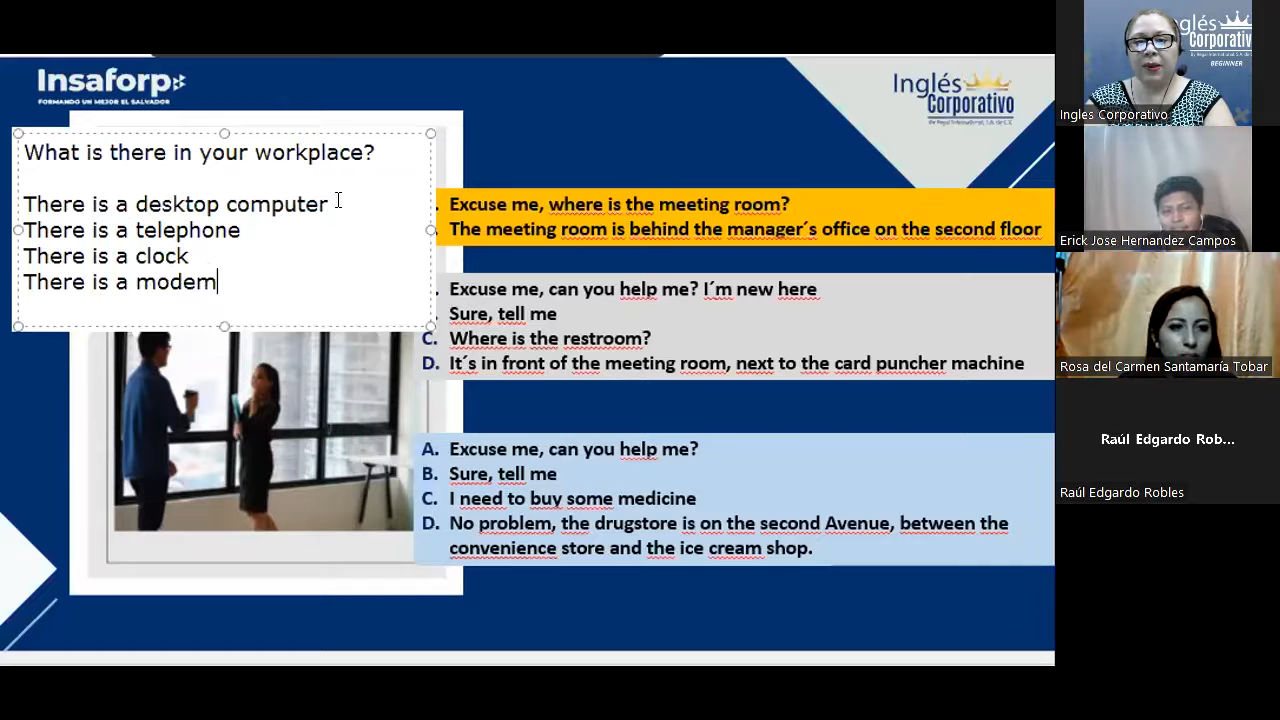 Insaforp
FORMANDO UN MEJOR EL SALVADOR
Inglés
Corporativo
What is there in your workplace?
There is a desktop computer
There is a telephone
There is a clock
There is a modem
Excuse me, where is the meeting room?
The meeting room is behind the manager´s office on the second floor
Excuse me, can you help me? I´m new here
Sure, tell me
C. Where is the restroom?
D. It´s in front of the meeting room, next to the card puncher machine
A. Excuse me, can you help me?
B. Sure, tell me
C. I need to buy some medicine
D. No problem, the drugstore is on the second Avenue, between the
convenience store and the ice cream shop.
glés
Corporativ
BEGINNER
Ingles Corporativo
Erick Jose Hernandez Campos
Rosa del Carmen Santamaría Tobar
Raúl Edgardo Rob...
Raúl Edgardo Robles